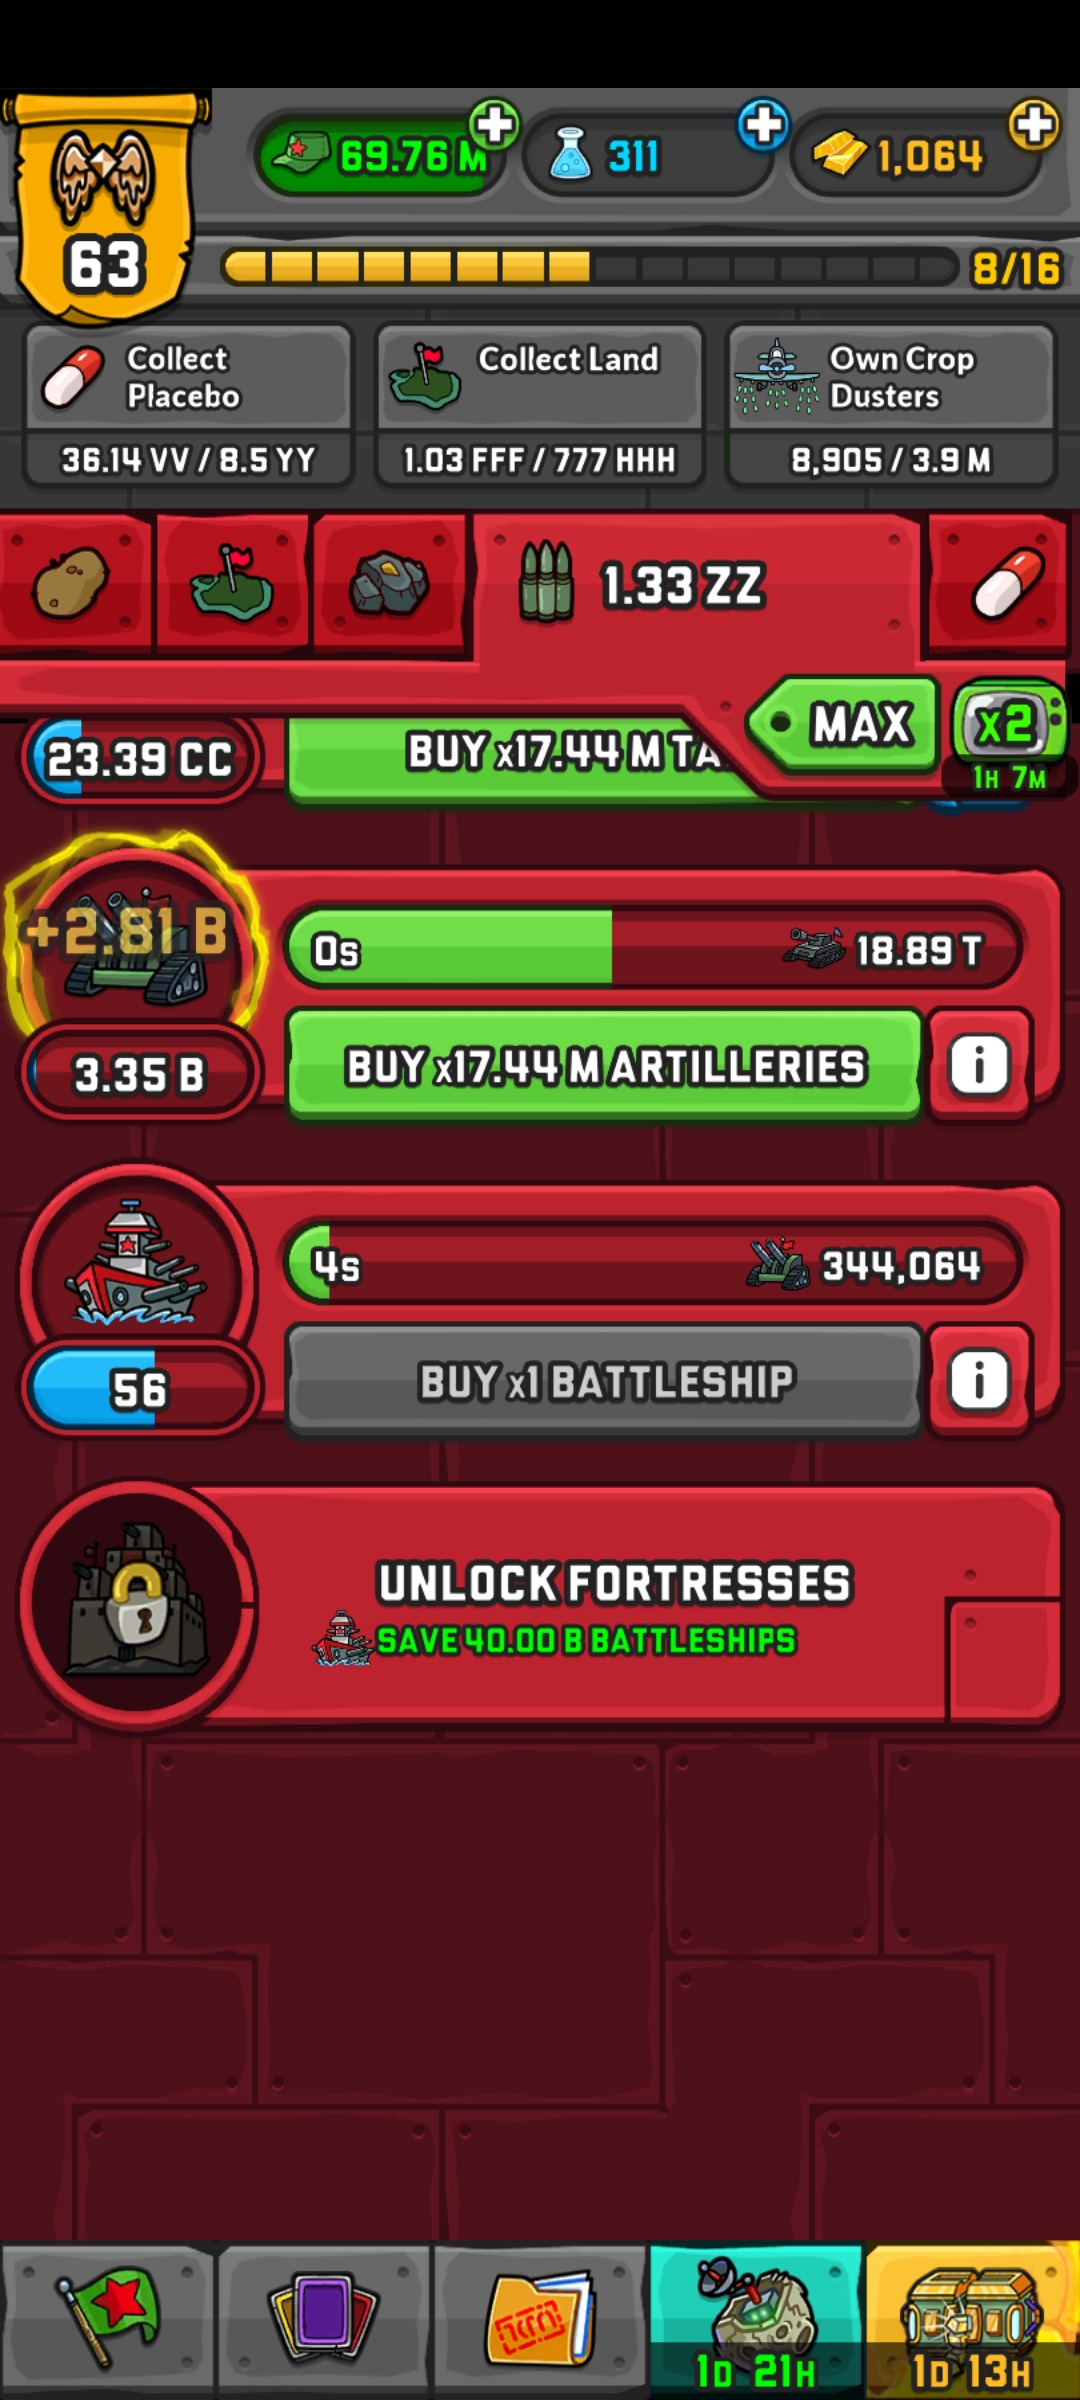 69.76 M
311
1,064
63
8/16
Collect
Placebo
36.14 VV / 8.5 YY
Collect Land
1.03 FFF / 777 HHH
Own Crop
Dusters
8,905 / 3.9 M
1.33 ZZ
MAX
x2
1H 7M
23.39 CC
BUY x17.44 M TA
+2.81 B
0s
18.89 T
3.35 B
BUY x17.44 M ARTILLERIES
i
4s
344,064
56
BUY x1 BATTLESHIP
i
UNLOCK FORTRESSES
SAVE 40.00 B BATTLESHIPS
1D 21H
1D 13H